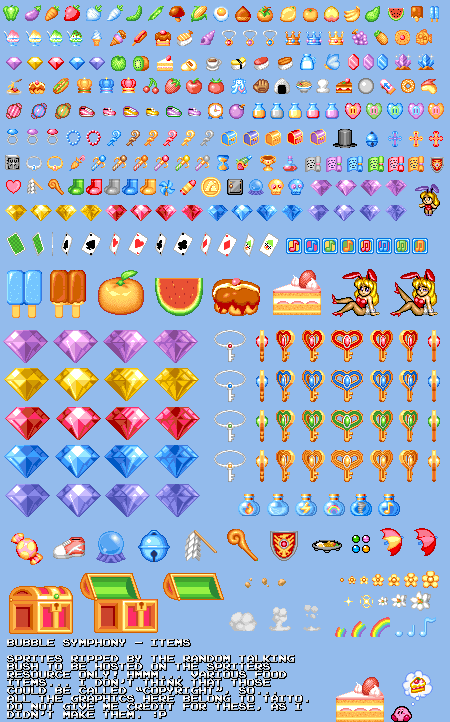 BUBBLE SYMPHONY - ITEMS
SPRITES RIPPED BY THE RANDOM TALKING
BUSH TO BE HOSTED ON THE SPRITERS
RESOURCE ONLY! HMMMM... VARIOUS FOOD
ITEMS... I DON'T THINK THAT THOSE
COULD BE CALLED "COPYRIGHT", SO
... THE GRAPHICS HERE BELONG TO TAITO.
DO NOT GIVE ME CREDIT FOR THESE, AS I
DIDN'T MAKE THEM. :P